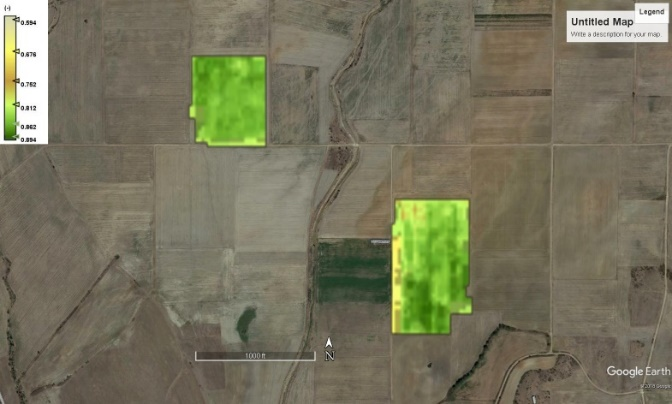 (-)
0.594
0.676
0.752
0.812
0.862
0.894
Legend
Untitled Map
Write a description for your map.
1000 ft
N
Google Earth